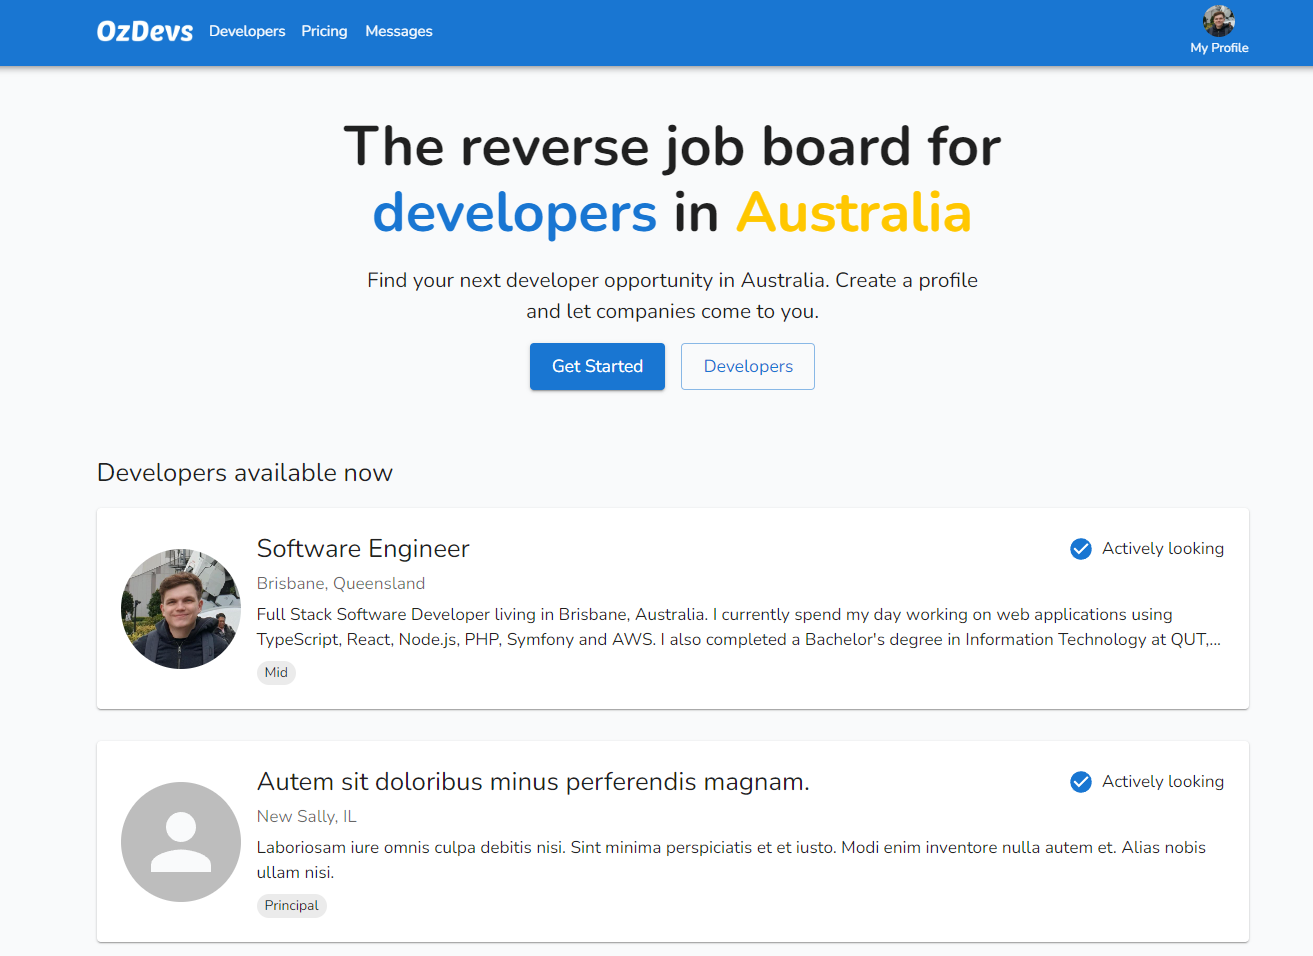 OzDevs Developers Pricing Messages
My Profile
The reverse job board for
developers in Australia
Find your next developer opportunity in Australia. Create a profile
and let companies come to you.
Get Started Developers
Developers available now
Software Engineer
Actively looking
Brisbane, Queensland
Full Stack Software Developer living in Brisbane, Australia. I currently spend my day working on web applications using
TypeScript, React, Node.js, PHP, Symfony and AWS. I also completed a Bachelor's degree in Information Technology at QUT,...
Mid
Autem sit doloribus minus perferendis magnam.
Actively looking
New Sally, IL
Laboriosam iure omnis culpa debitis nisi. Sint minima perspiciatis et et iusto. Modi enim inventore nulla autem et. Alias nobis
ullam nisi.
Principal